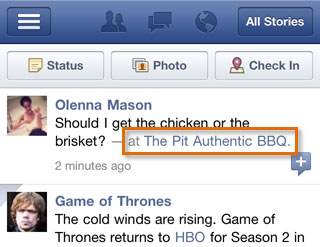 All Stories
Status
Photo
Check In
Olenna Mason
Should I get the chicken or the
brisket? — at The Pit Authentic BBQ.
2 minutes ago
Game of Thrones
The cold winds are rising. Game of
Thrones returns to HBO for Season 2 in